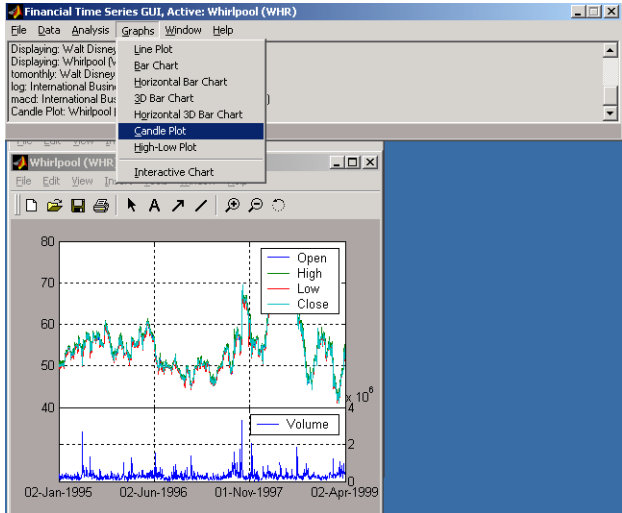 Financial Time Series GUI, Active: Whirlpool (WHR)
File Data Analysis Graphs Window Help
Displaying: Walt Disney
Displaying: Whirlpool
tomonthly: Walt Disney
log: International
macd: International )
Candle Plot: Whirlpool
Line Plot
Bar Chart
Horizontal Bar Chart
3D Bar Chart
Horizontal 3D Bar Chart
Candle Plot
High-Low Plot
Interactive Chart
Whirlpool (WHR
File Edit View
A
80
70
60
50
40
Open
High
Low
Close
x 10^6
4
2
0
Volume
02-Jan-1995 02-Jun-1996 01-Nov-1997 02-Apr-1999